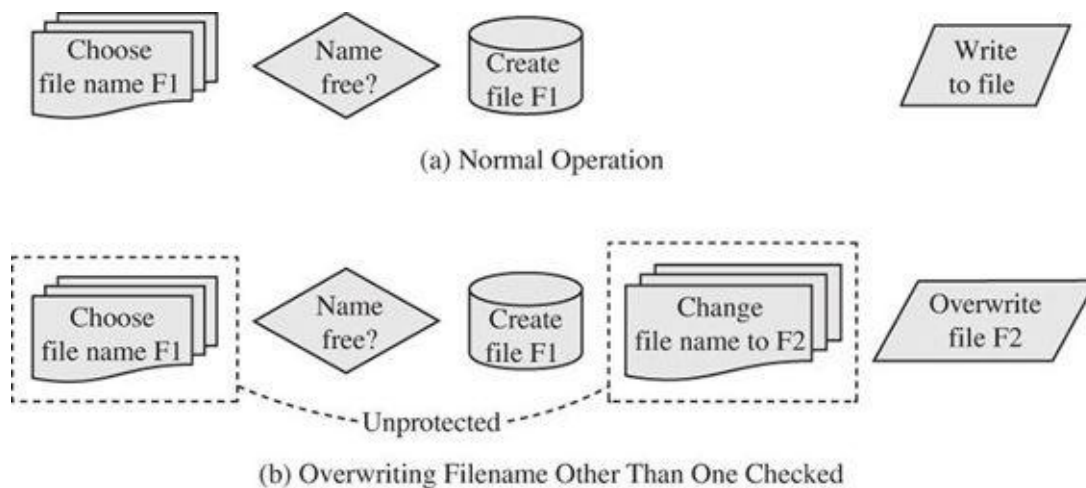 Choose
file name F1
Name
free?
Create
file F1
Write
to file
(a) Normal Operation
Choose
file name F1
Name
free?
Create
file F1
Change
file name to F2
Overwrite
file F2
Unprotected
(b) Overwriting Filename Other Than One Checked